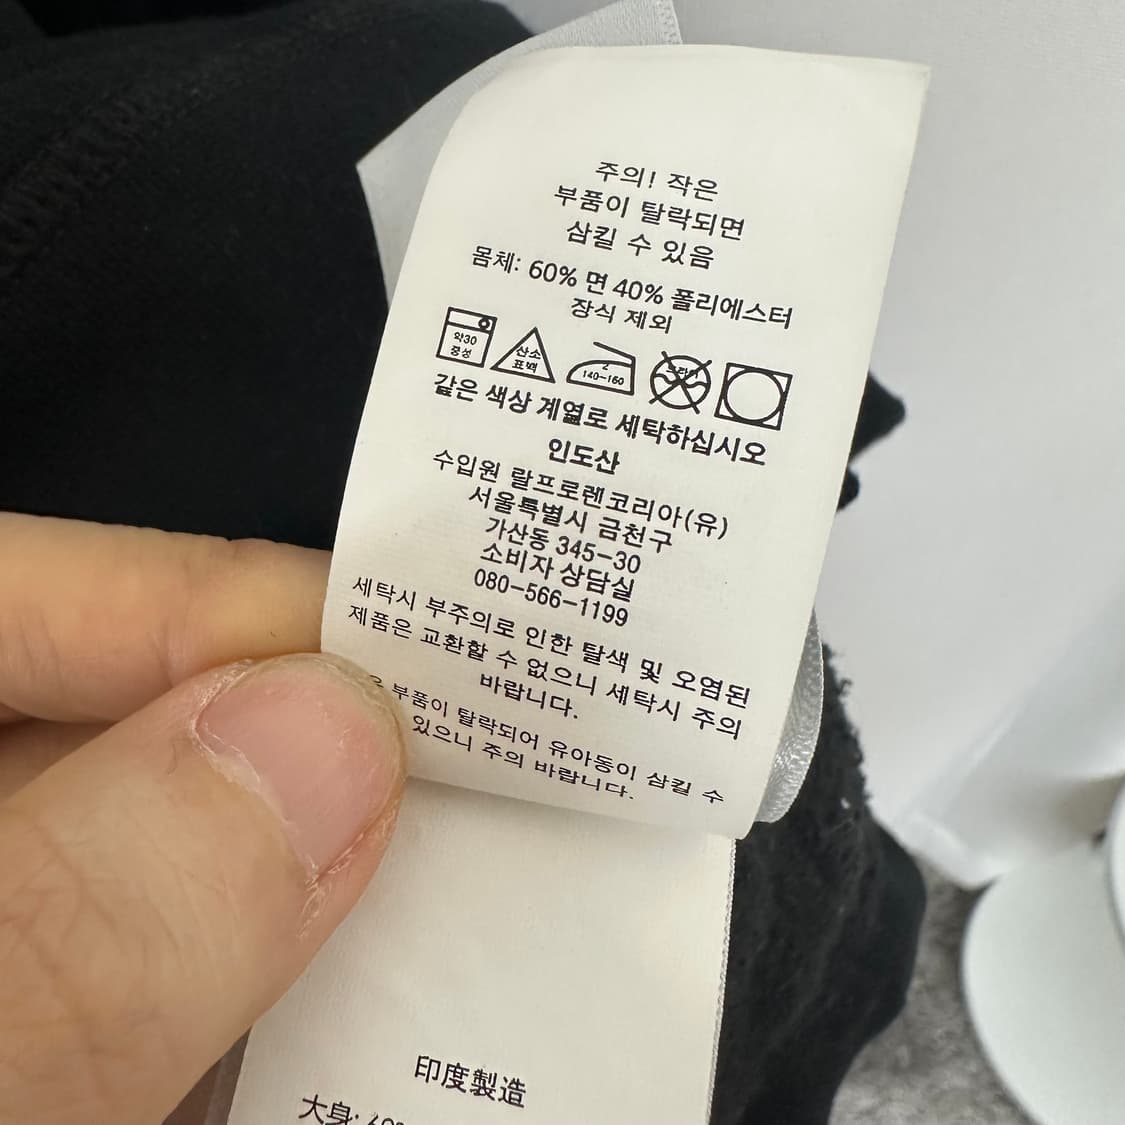 주의! 작은
부품이 탈락되면
삼킬 수 있음
몸체: 60% 면 40% 폴리에스터
장식 제외
약30
중성
산소
표백
2
140-160
같은 색상 계열로 세탁하십시오
인도산
수입원 랄프로렌코리아(유)
서울특별시 금천구
가산동 345-30
소비자 상담실
080-566-1199
세탁시 부주의로 인한 탈색 및 오염된
제품은 교환할 수 없으니 세탁시 주의
바랍니다.
부품이 탈락되어 유아동이 삼킬 수
있으니 주의 바랍니다.
印度製造
大身: